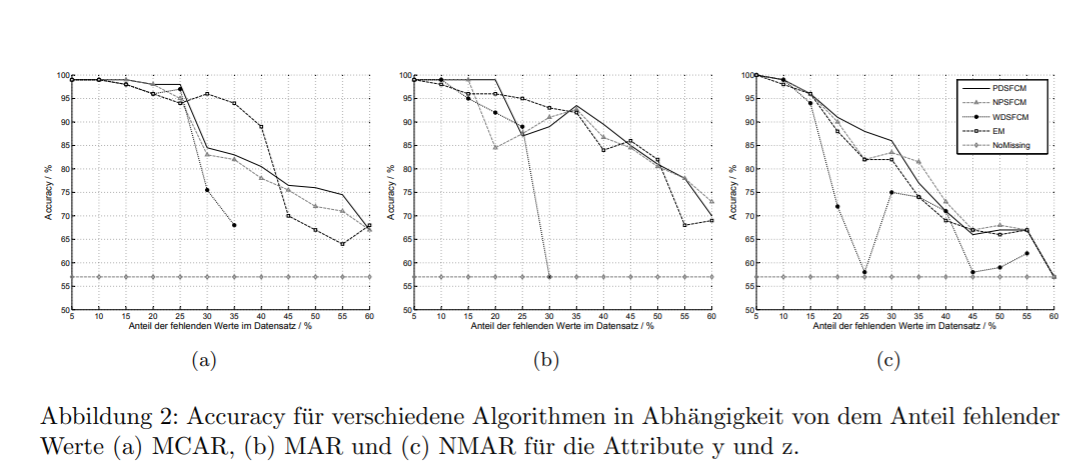 100
95
90
85
80
75
70
65
60
55
50
Accuracy / %
5 10 15 20 25 30 35 40 45 50 55 60
Anteil der fehlenden Werte im Datensatz / %
(a)
100
95
90
85
80
75
70
65
60
55
50
Accuracy / %
5 10 15 20 25 30 35 40 45 50 55 60
Anteil der fehlenden Werte im Datensatz / %
(b)
100
95
90
85
80
75
70
65
60
55
50
Accuracy / %
5 10 15 20 25 30 35 40 45 50 55 60
Anteil der fehlenden Werte im Datensatz / %
PDSFCM
NPSFCM
WDSFCM
EM
NoMissing
(c)
Abbildung 2: Accuracy für verschiedene Algorithmen in Abhängigkeit von dem Anteil fehlender
Werte (a) MCAR, (b) MAR und (c) NMAR für die Attribute y und z.